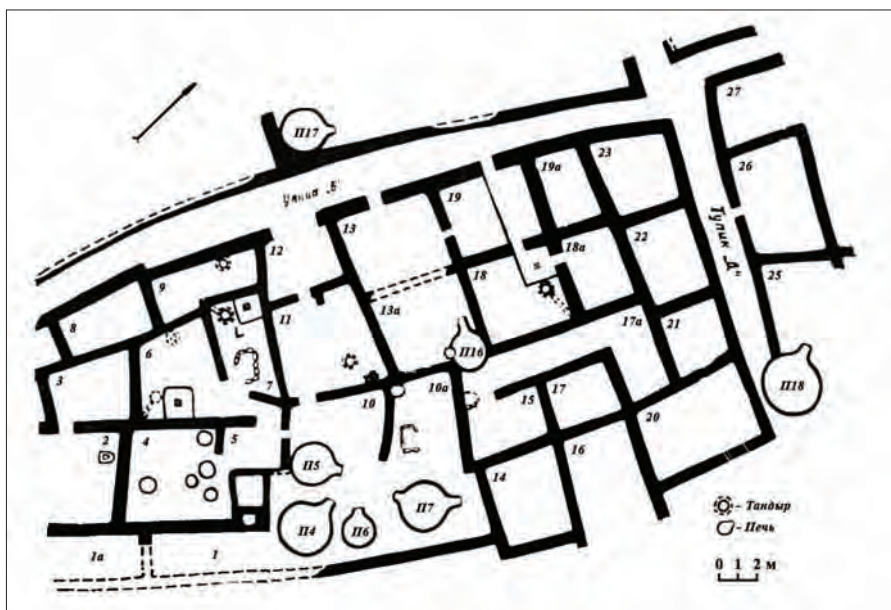 П17
27
Улица "Б"
23
19а
26
19
13
12
Тупик "Д"
22
18а
9
18
25
8
11
13а
21
17а
6
3
П16
П18
7
10
10а
17
15
20
2
4
5
16
14
П5
П7
П4
П6
- Тандыр
- Печь
1а
1
0 1 2 м